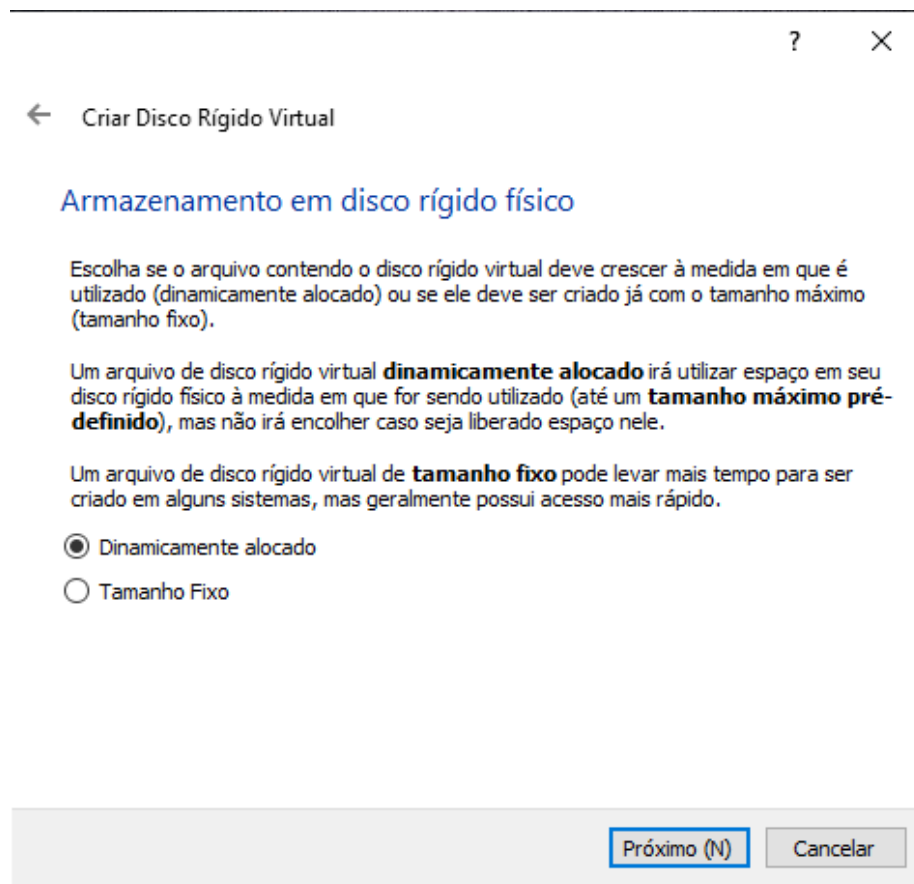 ?
Criar Disco Rígido Virtual
Armazenamento em disco rígido físico
Escolha se o arquivo contendo o disco rígido virtual deve crescer à medida em que é
utilizado (dinamicamente alocado) ou se ele deve ser criado já com o tamanho máximo
(tamanho fixo).
Um arquivo de disco rígido virtual dinamicamente alocado irá utilizar espaço em seu
disco rígido físico à medida em que for sendo utilizado (até um tamanho máximo pré-
definido), mas não irá encolher caso seja liberado espaço nele.
Um arquivo de disco rígido virtual de tamanho fixo pode levar mais tempo para ser
criado em alguns sistemas, mas geralmente possui acesso mais rápido.
Dinamicamente alocado
Tamanho Fixo
Próximo (N) Cancelar